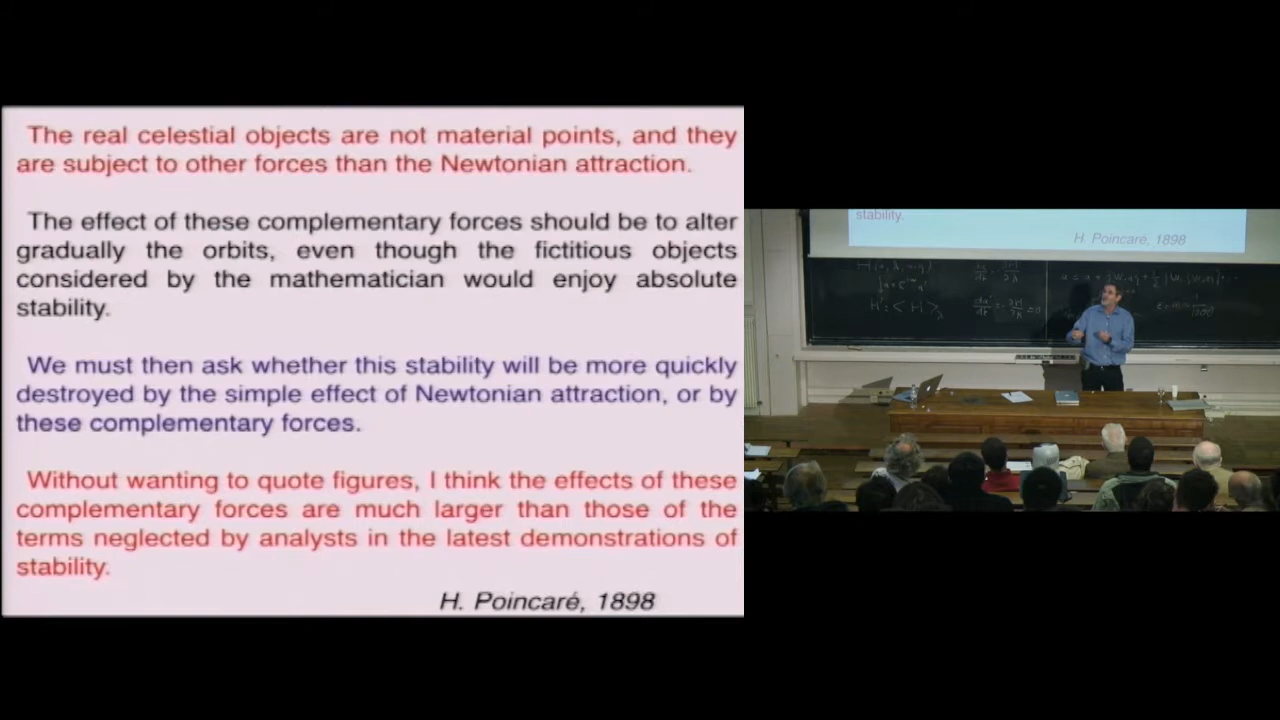 The real celestial objects are not material points, and they
are subject to other forces than the Newtonian attraction.
The effect of these complementary forces should be to alter
gradually the orbits, even though the fictitious objects
considered by the mathematician would enjoy absolute
stability.
We must then ask whether this stability will be more quickly
destroyed by the simple effect of Newtonian attraction, or by
these complementary forces.
Without wanting to quote figures, I think the effects of these
complementary forces are much larger than those of the
terms neglected by analysts in the latest demonstrations of
stability.
H. Poincaré, 1898
stability.
H. Poincaré, 1898